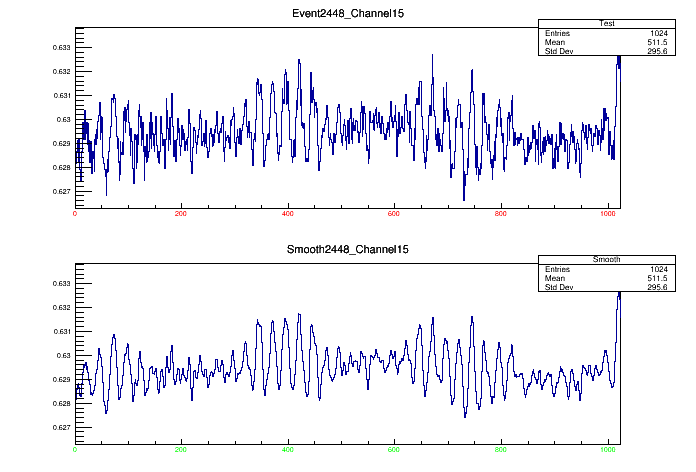 Event2448_Channel15
Test
Entries 1024
Mean 511.5
Std Dev 295.6
0.633
0.632
0.631
0.63
0.629
0.628
0.627
0 200 400 600 800 1000
Smooth2448_Channel15
Smooth
Entries 1024
Mean 511.5
Std Dev 295.6
0.633
0.632
0.631
0.63
0.629
0.628
0.627
0 200 400 600 800 1000